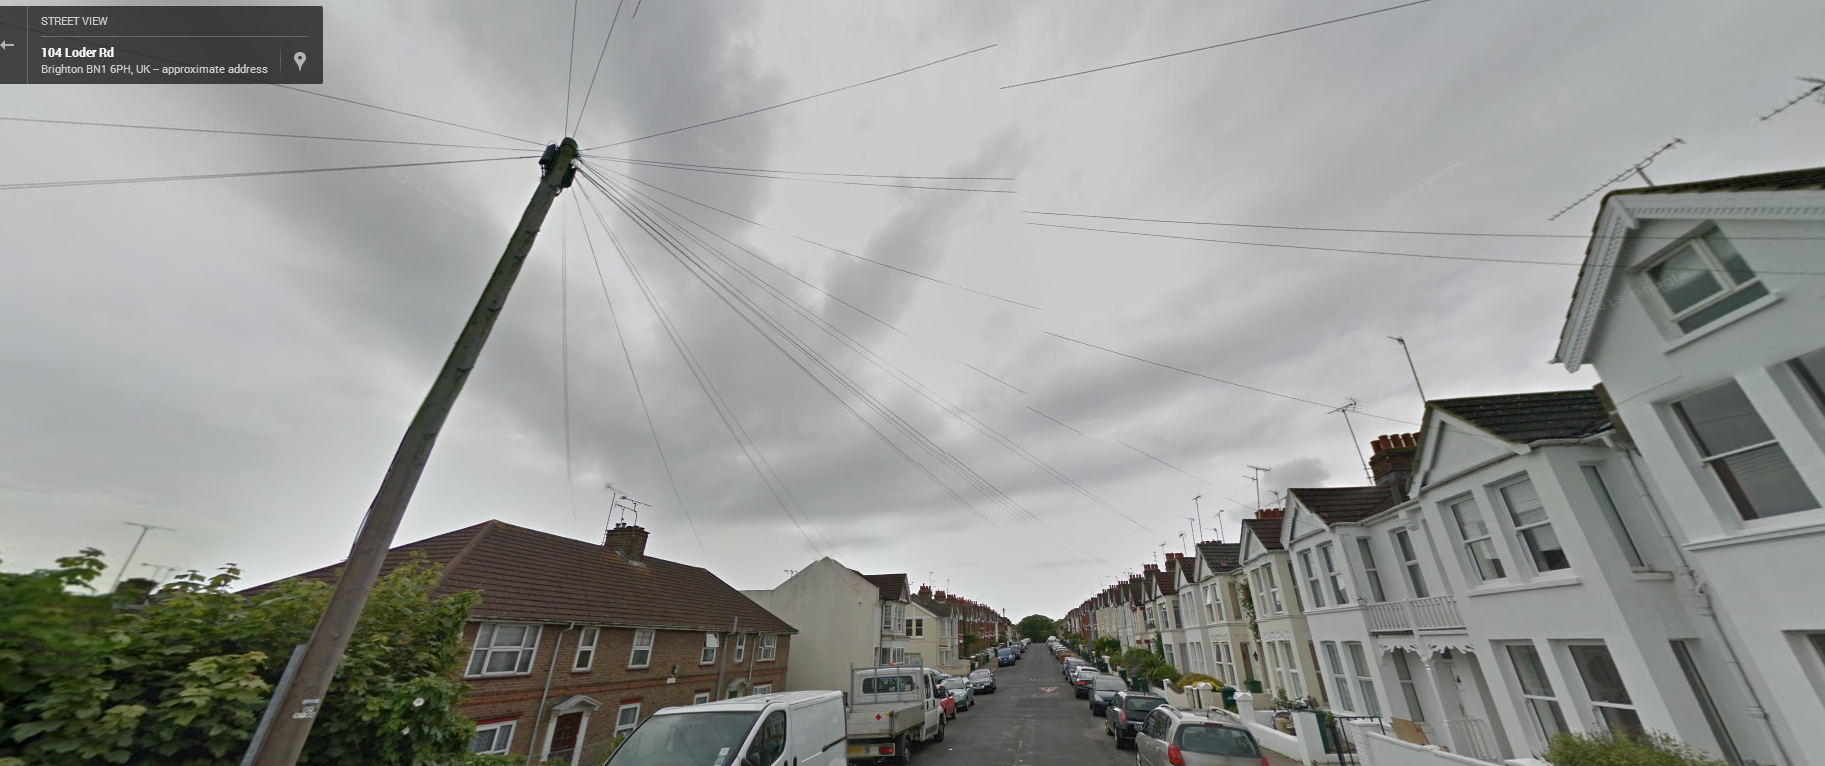 STREET VIEW
104 Loder Rd
Brighton BN1 6PH, UK – approximate address